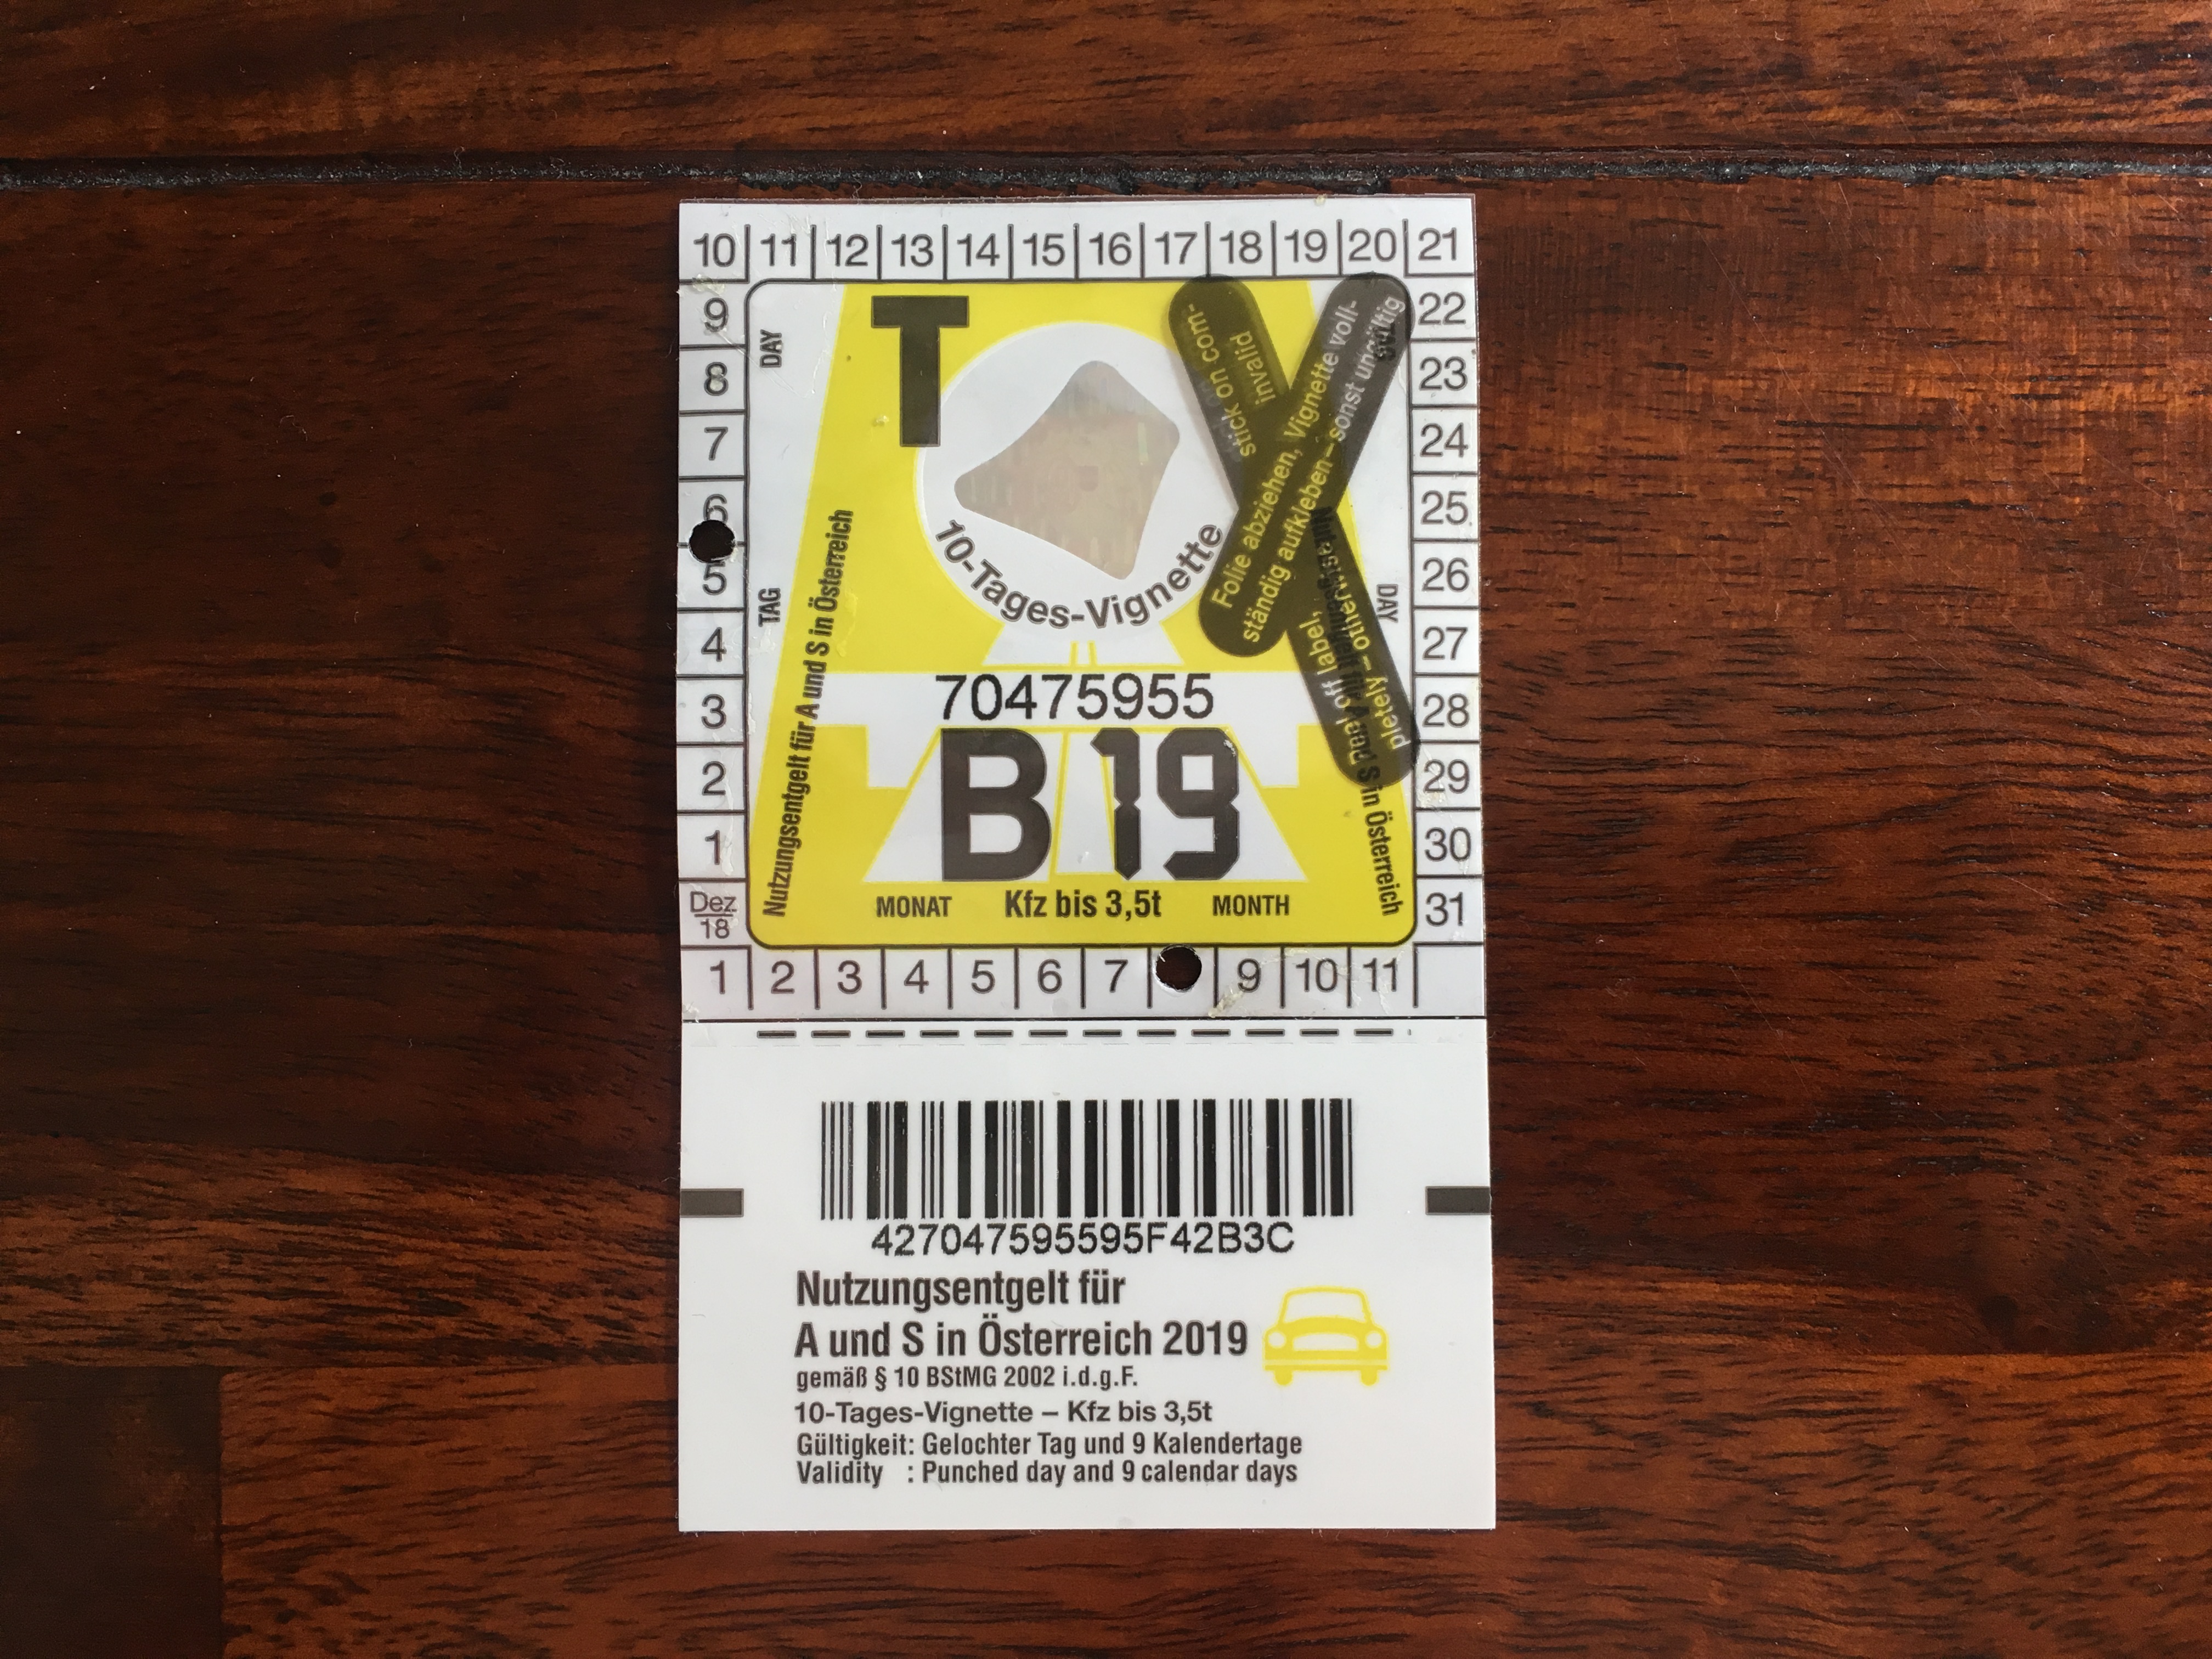 10 11 12 13 14 15 16 17 18 19 20 21
9 22
8 23
7 24
6 25
5 26
4 27
3 28
2 29
1 30
Dez 31
18
1 2 3 4 5 6 7 9 10 11
DAY
TAG
Nutzungsentgelt für A und S in Österreich
T
10-Tages-Vignette
70475955
B 19
MONAT Kfz bis 3,5t MONTH
Folie abziehen, Vignette voll-
ständig aufkleben – sonst ungültig
Peel off label, stick on com-
pletely – otherwise invalid
DAY
S in Österreich
427047595595F42B3C
Nutzungsentgelt für
A und S in Österreich 2019
gemäß § 10 BStMG 2002 i.d.g.F.
10-Tages-Vignette – Kfz bis 3,5t
Gültigkeit: Gelochter Tag und 9 Kalendertage
Validity : Punched day and 9 calendar days